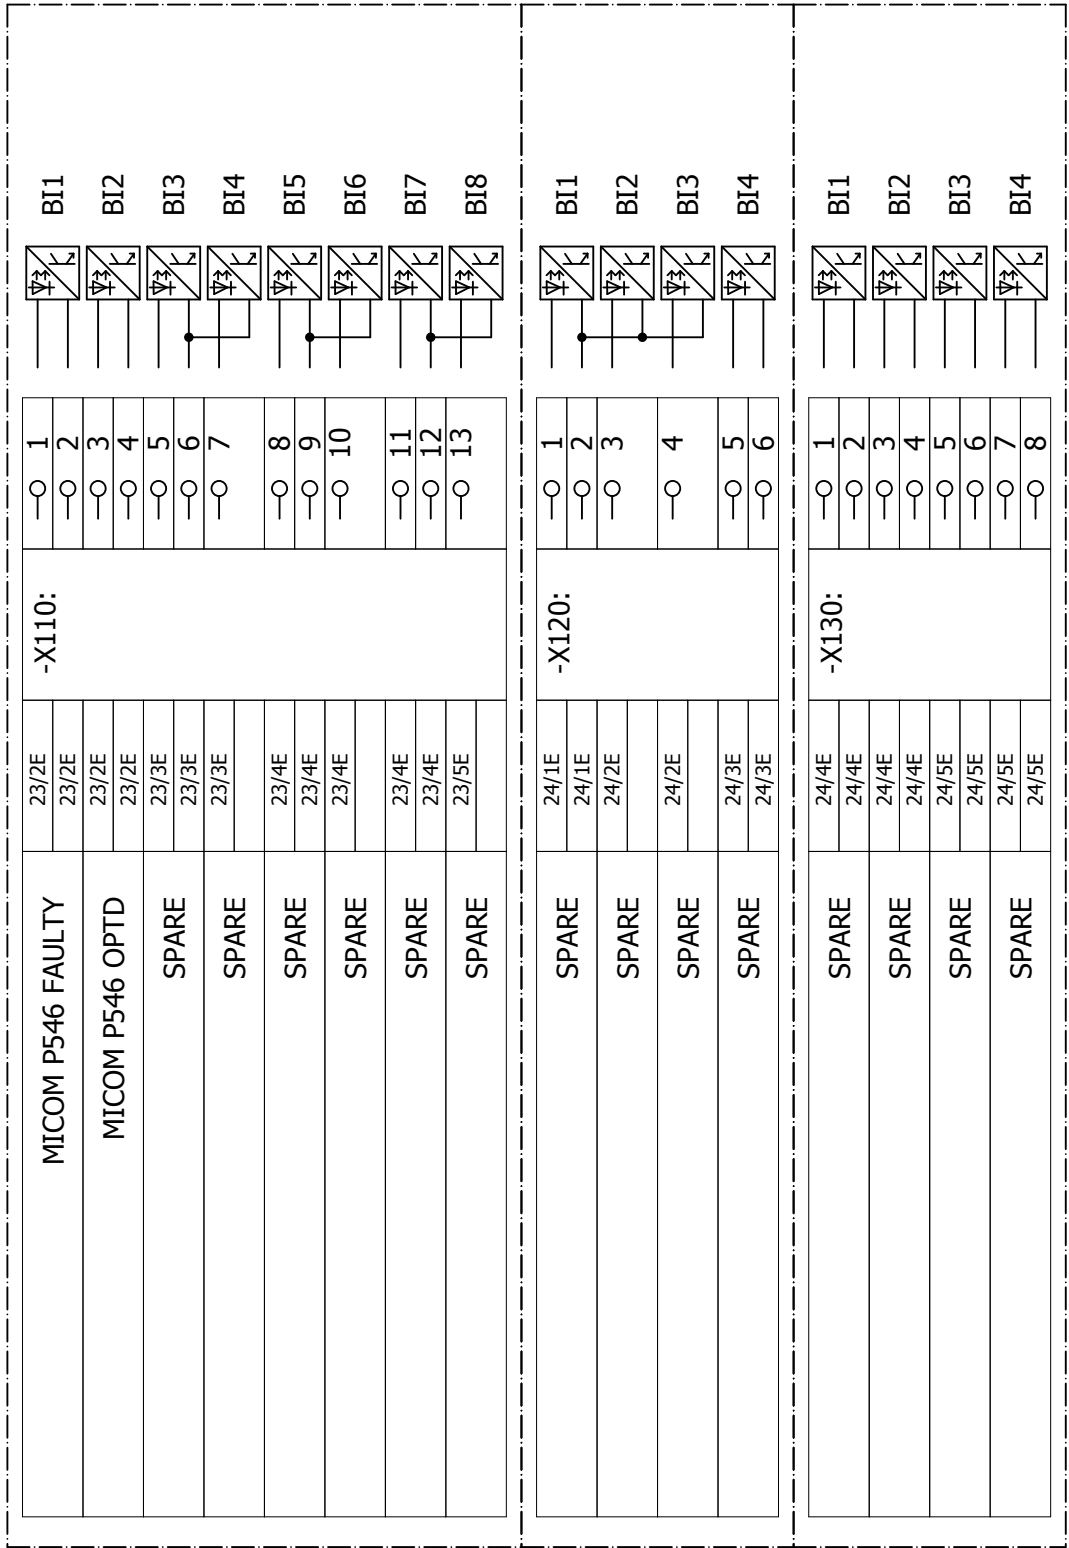 BI1
BI2
BI3
BI4
BI5
BI6
BI7
BI8
1
2
3
4
5
6
7
8
9
10
11
12
13
-X110:
23/2E
23/2E
23/2E
23/2E
23/3E
23/3E
23/3E
23/4E
23/4E
23/4E
23/4E
23/4E
23/5E
MICOM P546 FAULTY
MICOM P546 OPTD
SPARE
SPARE
SPARE
SPARE
SPARE
SPARE
BI1
BI2
BI3
BI4
1
2
3
4
5
6
-X120:
24/1E
24/1E
24/2E
24/2E
24/3E
24/3E
SPARE
SPARE
SPARE
SPARE
BI1
BI2
BI3
BI4
1
2
3
4
5
6
7
8
-X130:
24/4E
24/4E
24/4E
24/4E
24/5E
24/5E
24/5E
24/5E
SPARE
SPARE
SPARE
SPARE